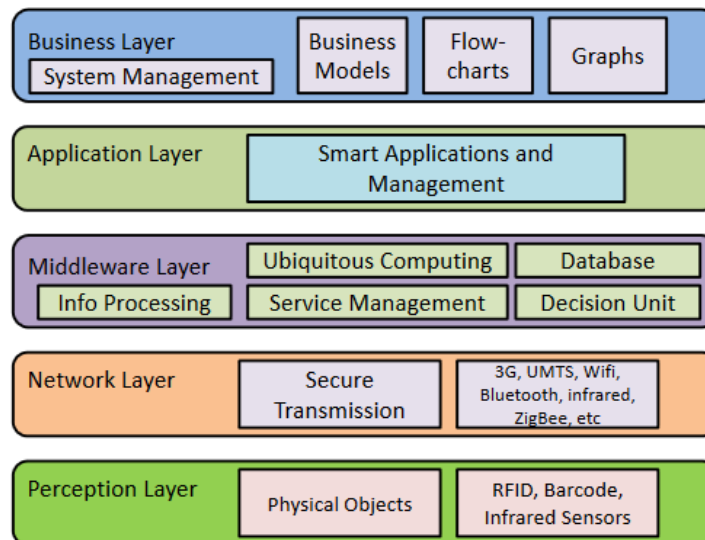 Business Layer
System Management
Business
Models
Flow-
charts
Graphs
Application Layer
Smart Applications and
Management
Middleware Layer
Ubiquitous Computing
Database
Info Processing
Service Management
Decision Unit
Network Layer
Secure
Transmission
3G, UMTS, Wifi,
Bluetooth, infrared,
ZigBee, etc
Perception Layer
Physical Objects
RFID, Barcode,
Infrared Sensors